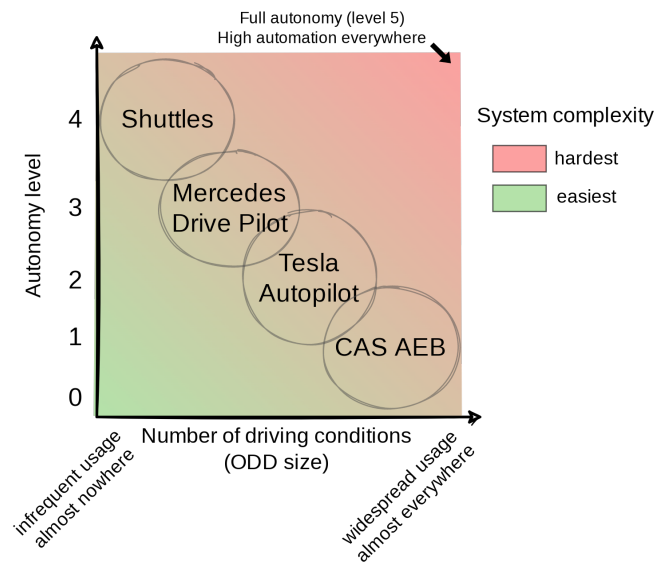 Full autonomy (level 5)
High automation everywhere
4
Shuttles
System complexity
hardest
easiest
Autonomy level
3
Mercedes
Drive Pilot
2
Tesla
Autopilot
1
CAS AEB
0
Number of driving conditions
(ODD size)
infrequent usage
almost nowhere
widespread usage
almost everywhere